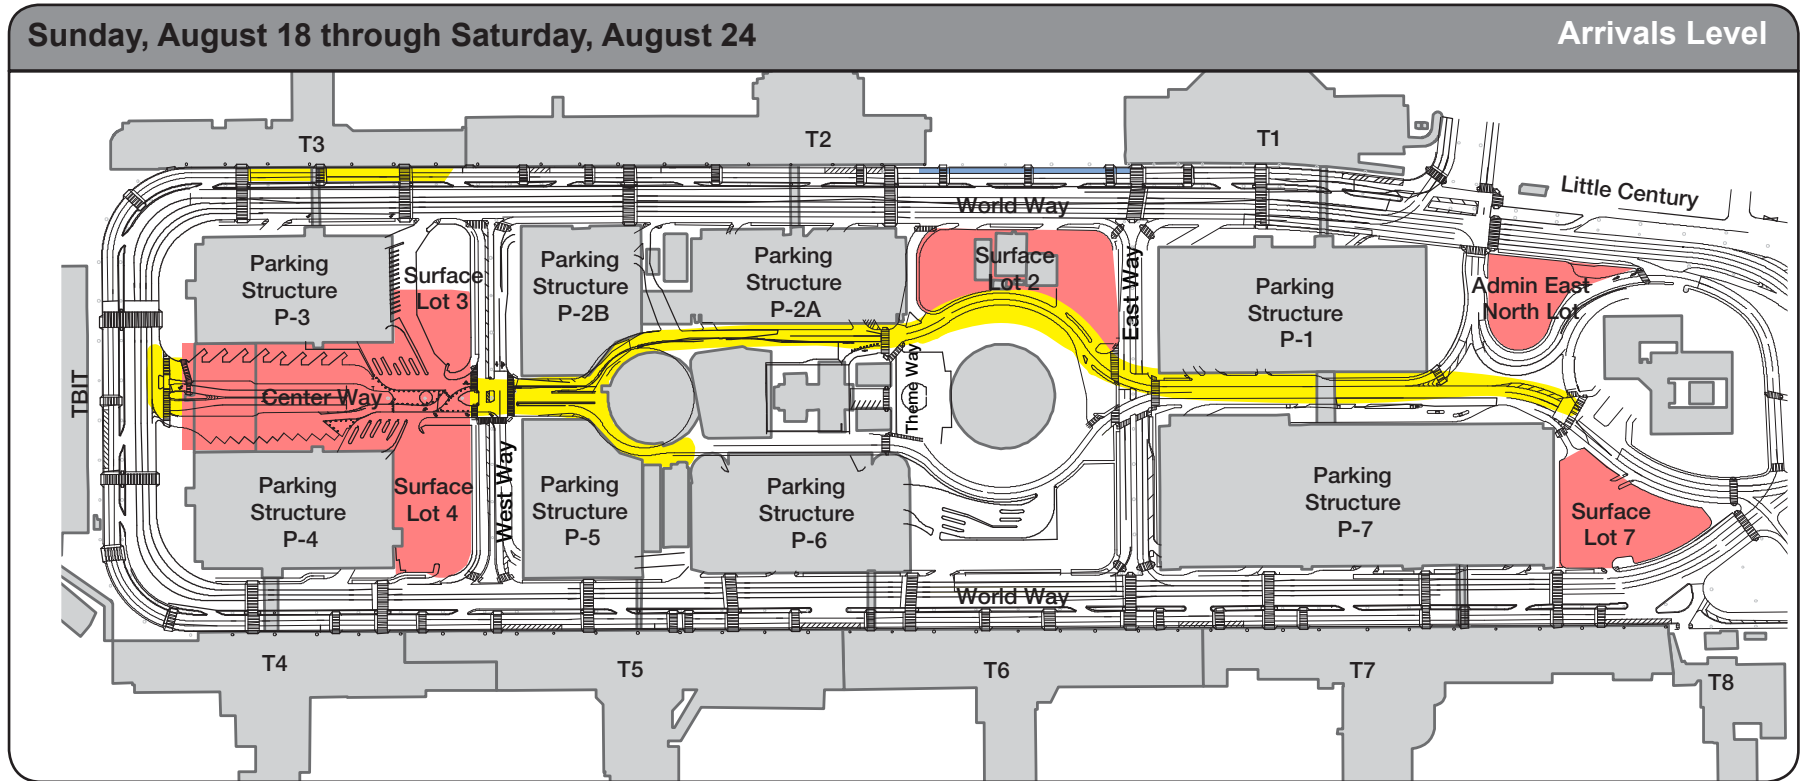 Sunday, August 18 through Saturday, August 24
Arrivals Level
T3
T2
T1
Little Century
World Way
Parking
Structure
P-3
Surface
Lot 3
Parking
Structure
P-2B
Parking
Structure
P-2A
Surface
Lot 2
East Way
Parking
Structure
P-1
Admin East
North Lot
TBIT
Center Way
Theme Way
West Way
Parking
Structure
P-4
Surface
Lot 4
Parking
Structure
P-5
Parking
Structure
P-6
Parking
Structure
P-7
Surface
Lot 7
World Way
T4
T5
T6
T7
T8